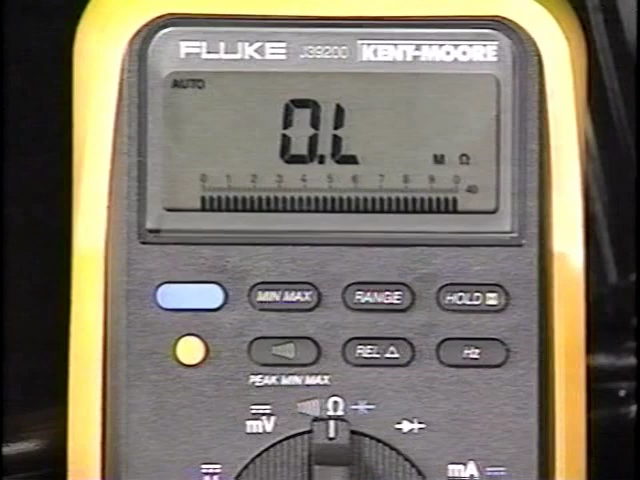 FLUKE J39200 KENT-MOORE
AUTO
0.L
M Ω
0 1 2 3 4 5 6 7 8 9 0
40
MIN MAX RANGE HOLD
REL △ Hz
PEAK MIN MAX
mV Ω
V mA